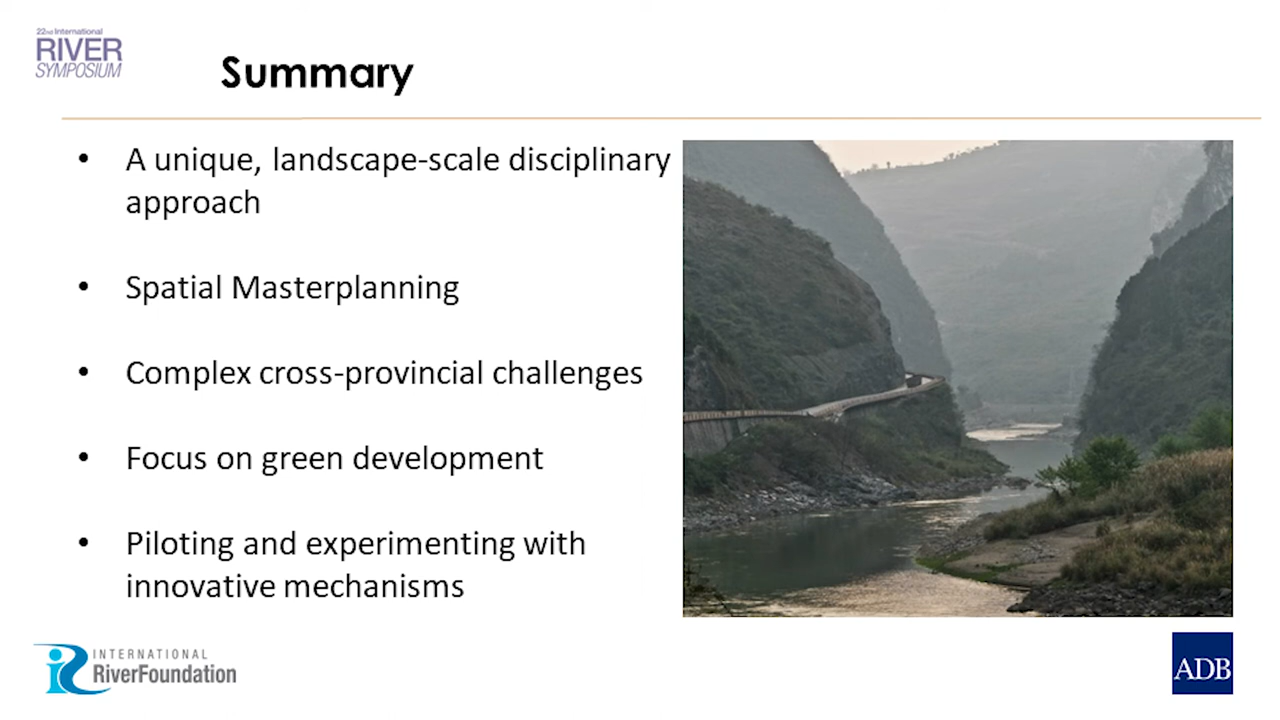 22nd International
RIVER
SYMPOSIUM
Summary
• A unique, landscape-scale disciplinary
approach
• Spatial Masterplanning
• Complex cross-provincial challenges
• Focus on green development
• Piloting and experimenting with
innovative mechanisms
INTERNATIONAL
RiverFoundation
ADB